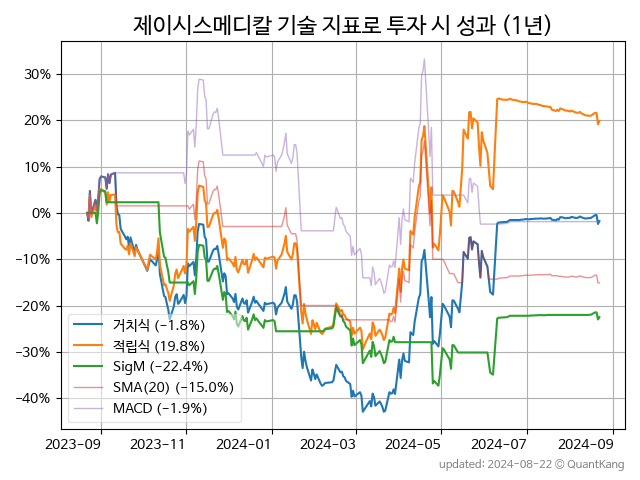 제이시스메디칼 기술 지표로 투자 시 성과 (1년)
30%
20%
10%
0%
−10%
−20%
−30%
−40%
거치식 (−1.8%)
적립식 (19.8%)
SigM (−22.4%)
SMA(20) (−15.0%)
MACD (−1.9%)
2023−09 2023−11 2024−01 2024−03 2024−05 2024−07 2024−09
updated: 2024−08−22 ⓒ QuantKang